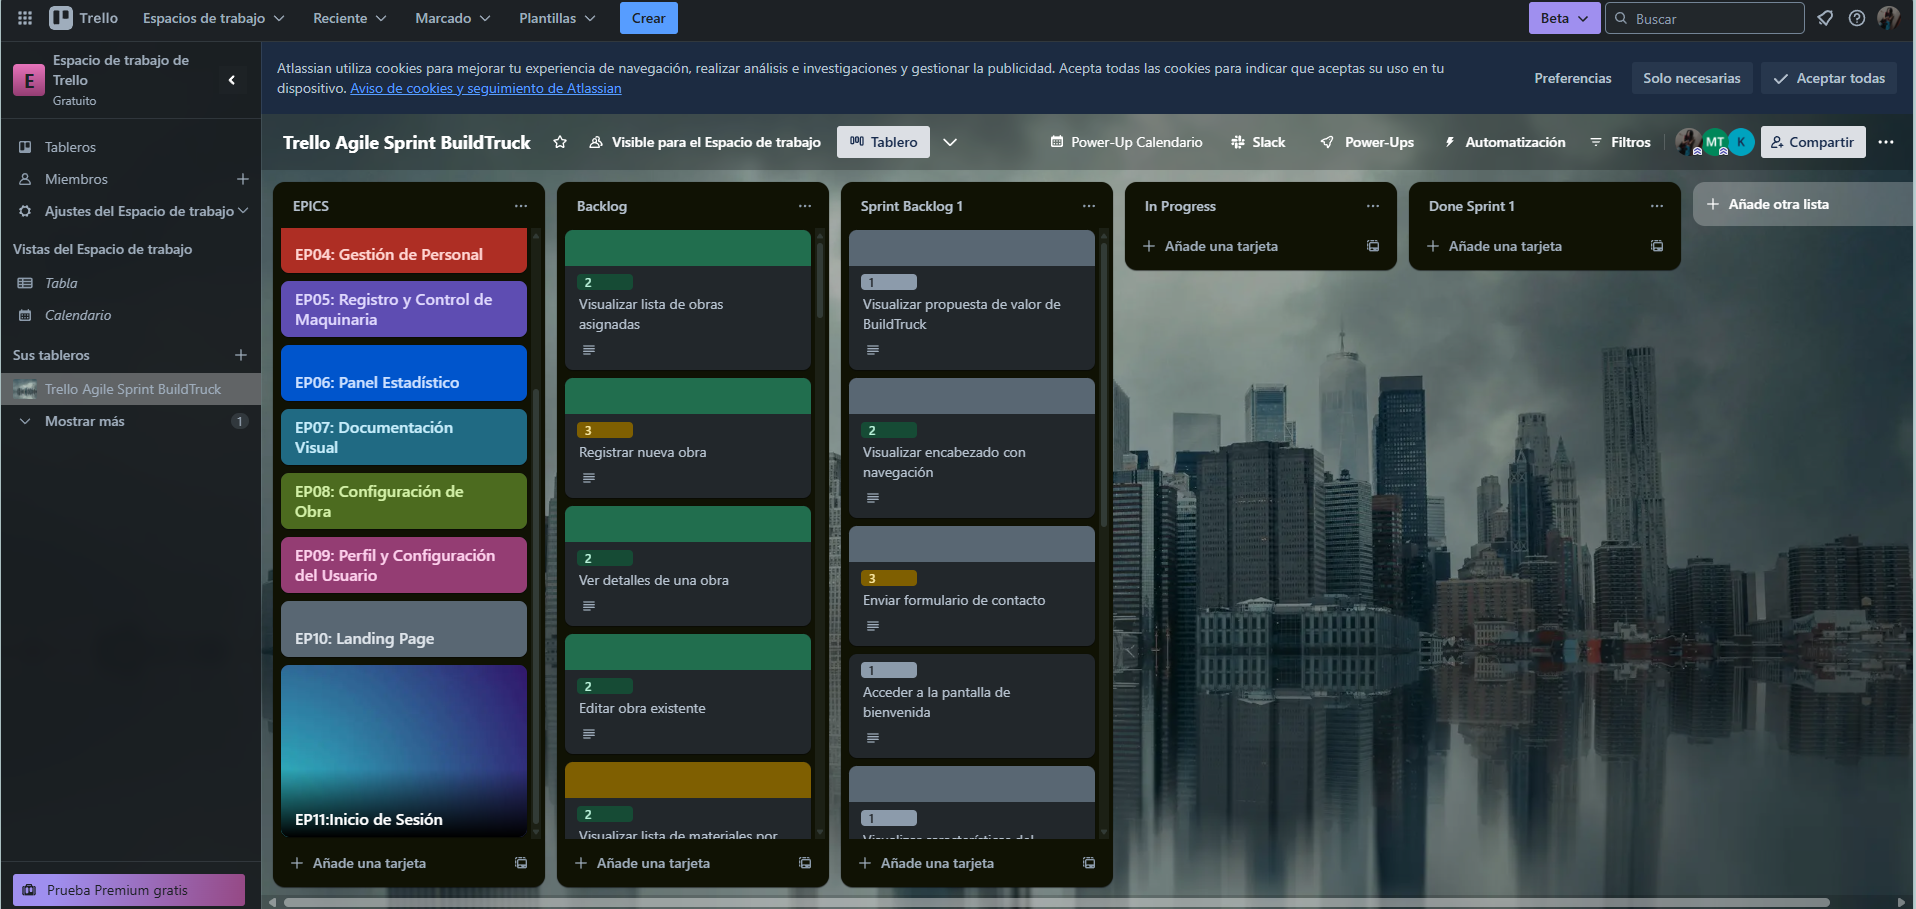 Trello
Espacios de trabajo
Reciente
Marcado
Plantillas
Crear
Beta
Buscar
E
Espacio de trabajo de
Trello
Gratuito
Tableros
Miembros
Ajustes del Espacio de trabajo
Vistas del Espacio de trabajo
Tabla
Calendario
Sus tableros
Trello Agile Sprint BuildTruck
Mostrar más
1
Prueba Premium gratis
Atlassian utiliza cookies para mejorar tu experiencia de navegación, realizar análisis e investigaciones y gestionar la publicidad. Acepta todas las cookies para indicar que aceptas su uso en tu
dispositivo. Aviso de cookies y seguimiento de Atlassian
Preferencias
Solo necesarias
Aceptar todas
Trello Agile Sprint BuildTruck
Visible para el Espacio de trabajo
Tablero
Power-Up Calendario
Slack
Power-Ups
Automatización
Filtros
MT
K
Compartir
EPICS
EP04: Gestión de Personal
EP05: Registro y Control de
Maquinaria
EP06: Panel Estadístico
EP07: Documentación
Visual
EP08: Configuración de
Obra
EP09: Perfil y Configuración
del Usuario
EP10: Landing Page
EP11:Inicio de Sesión
Añade una tarjeta
Backlog
2
Visualizar lista de obras
asignadas
3
Registrar nueva obra
2
Ver detalles de una obra
2
Editar obra existente
2
Visualizar lista de materiales por
Añade una tarjeta
Sprint Backlog 1
1
Visualizar propuesta de valor de
BuildTruck
2
Visualizar encabezado con
navegación
3
Enviar formulario de contacto
1
Acceder a la pantalla de
bienvenida
1
Visualizar características del
Añade una tarjeta
In Progress
Añade una tarjeta
Done Sprint 1
Añade una tarjeta
Añade otra lista